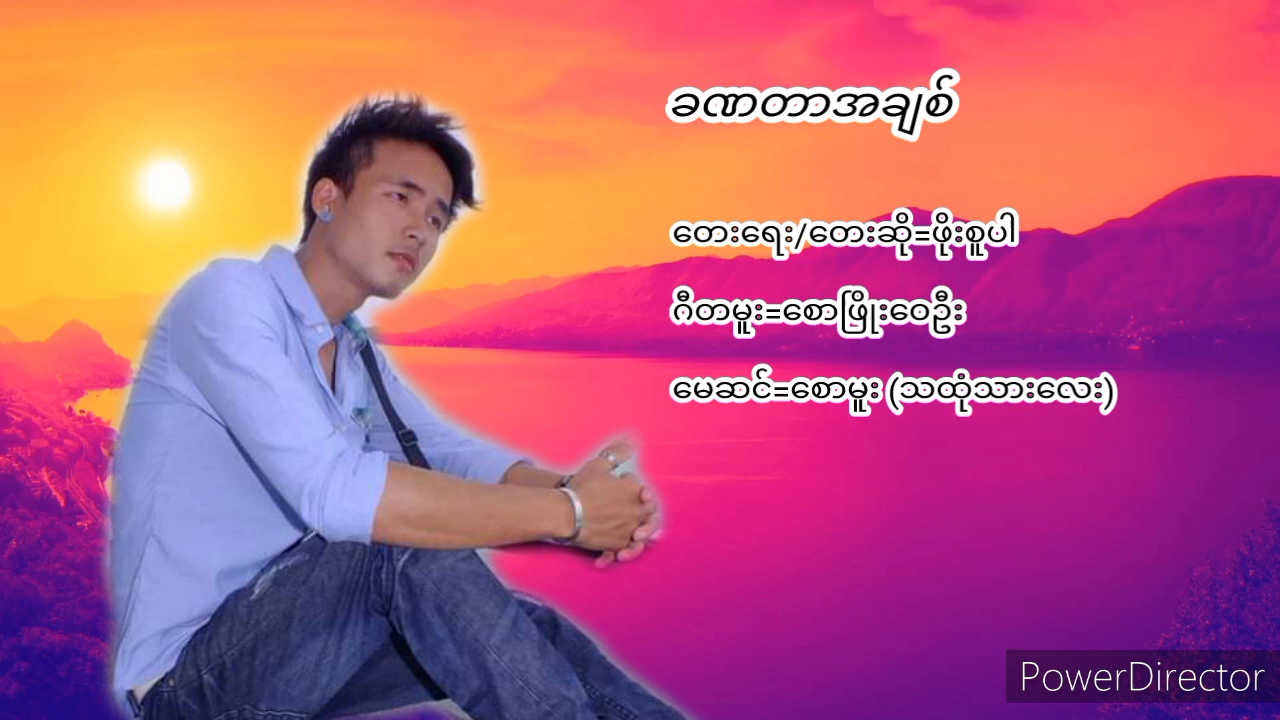 ခဏတာအချစ်
တေးရေး/တေးဆို=ဖိုးစူပါ
ဂီတမှူး=စောဖြိုးဝေဦး
မေဆင်=စောမူး (သထုံသားလေး)
PowerDirector